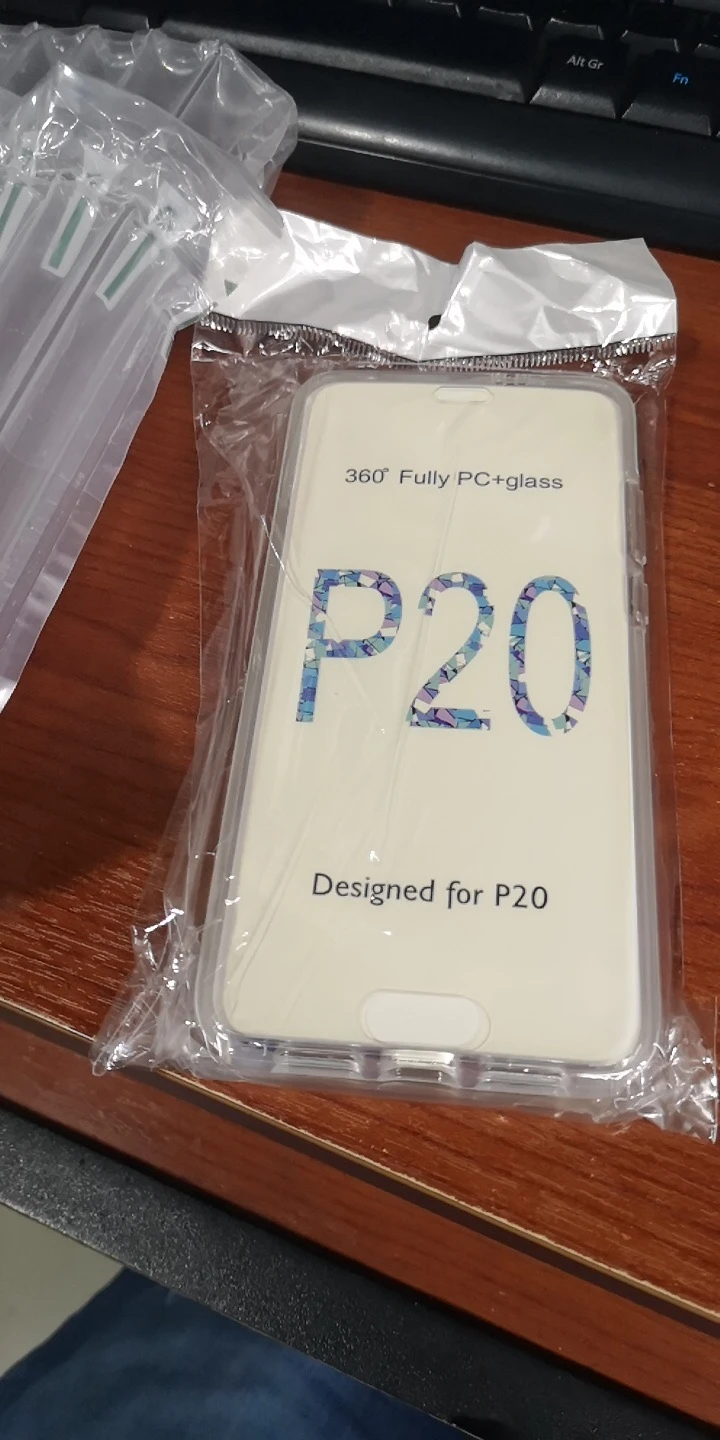 Alt Gr
Fn
360° Fully PC+glass
P20
Designed for P20